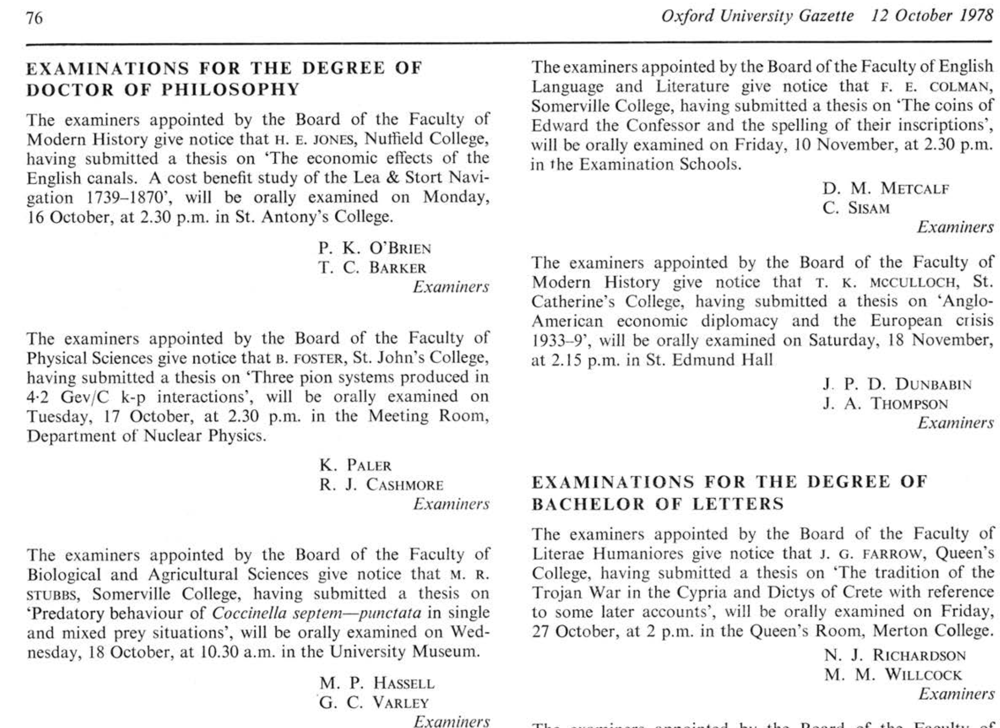 76
Oxford University Gazette 12 October 1978
EXAMINATIONS FOR THE DEGREE OF
DOCTOR OF PHILOSOPHY
The examiners appointed by the Board of the Faculty of
Modern History give notice that H. E. JONES, Nuffield College,
having submitted a thesis on ‘The economic effects of the
English canals. A cost benefit study of the Lea & Stort Navi-
gation 1739–1870’, will be orally examined on Monday,
16 October, at 2.30 p.m. in St. Antony’s College.
P. K. O’BRIEN
T. C. BARKER
Examiners
The examiners appointed by the Board of the Faculty of
Physical Sciences give notice that B. FOSTER, St. John’s College,
having submitted a thesis on ‘Three pion systems produced in
4·2 Gev/C k-p interactions’, will be orally examined on
Tuesday, 17 October, at 2.30 p.m. in the Meeting Room,
Department of Nuclear Physics.
K. PALER
R. J. CASHMORE
Examiners
The examiners appointed by the Board of the Faculty of
Biological and Agricultural Sciences give notice that M. R.
STUBBS, Somerville College, having submitted a thesis on
‘Predatory behaviour of Coccinella septem—punctata in single
and mixed prey situations’, will be orally examined on Wed-
nesday, 18 October, at 10.30 a.m. in the University Museum.
M. P. HASSELL
G. C. VARLEY
Examiners
The examiners appointed by the Board of the Faculty of English
Language and Literature give notice that F. E. COLMAN,
Somerville College, having submitted a thesis on ‘The coins of
Edward the Confessor and the spelling of their inscriptions’,
will be orally examined on Friday, 10 November, at 2.30 p.m.
in the Examination Schools.
D. M. METCALF
C. SISAM
Examiners
The examiners appointed by the Board of the Faculty of
Modern History give notice that T. K. MCCULLOCH, St.
Catherine’s College, having submitted a thesis on ‘Anglo-
American economic diplomacy and the European crisis
1933–9’, will be orally examined on Saturday, 18 November,
at 2.15 p.m. in St. Edmund Hall
J. P. D. DUNBABIN
J. A. THOMPSON
Examiners
EXAMINATIONS FOR THE DEGREE OF
BACHELOR OF LETTERS
The examiners appointed by the Board of the Faculty of
Literae Humaniores give notice that J. G. FARROW, Queen’s
College, having submitted a thesis on ‘The tradition of the
Trojan War in the Cypria and Dictys of Crete with reference
to some later accounts’, will be orally examined on Friday,
27 October, at 2 p.m. in the Queen’s Room, Merton College.
N. J. RICHARDSON
M. M. WILLCOCK
Examiners
The examiners appointed by the Board of the Faculty of